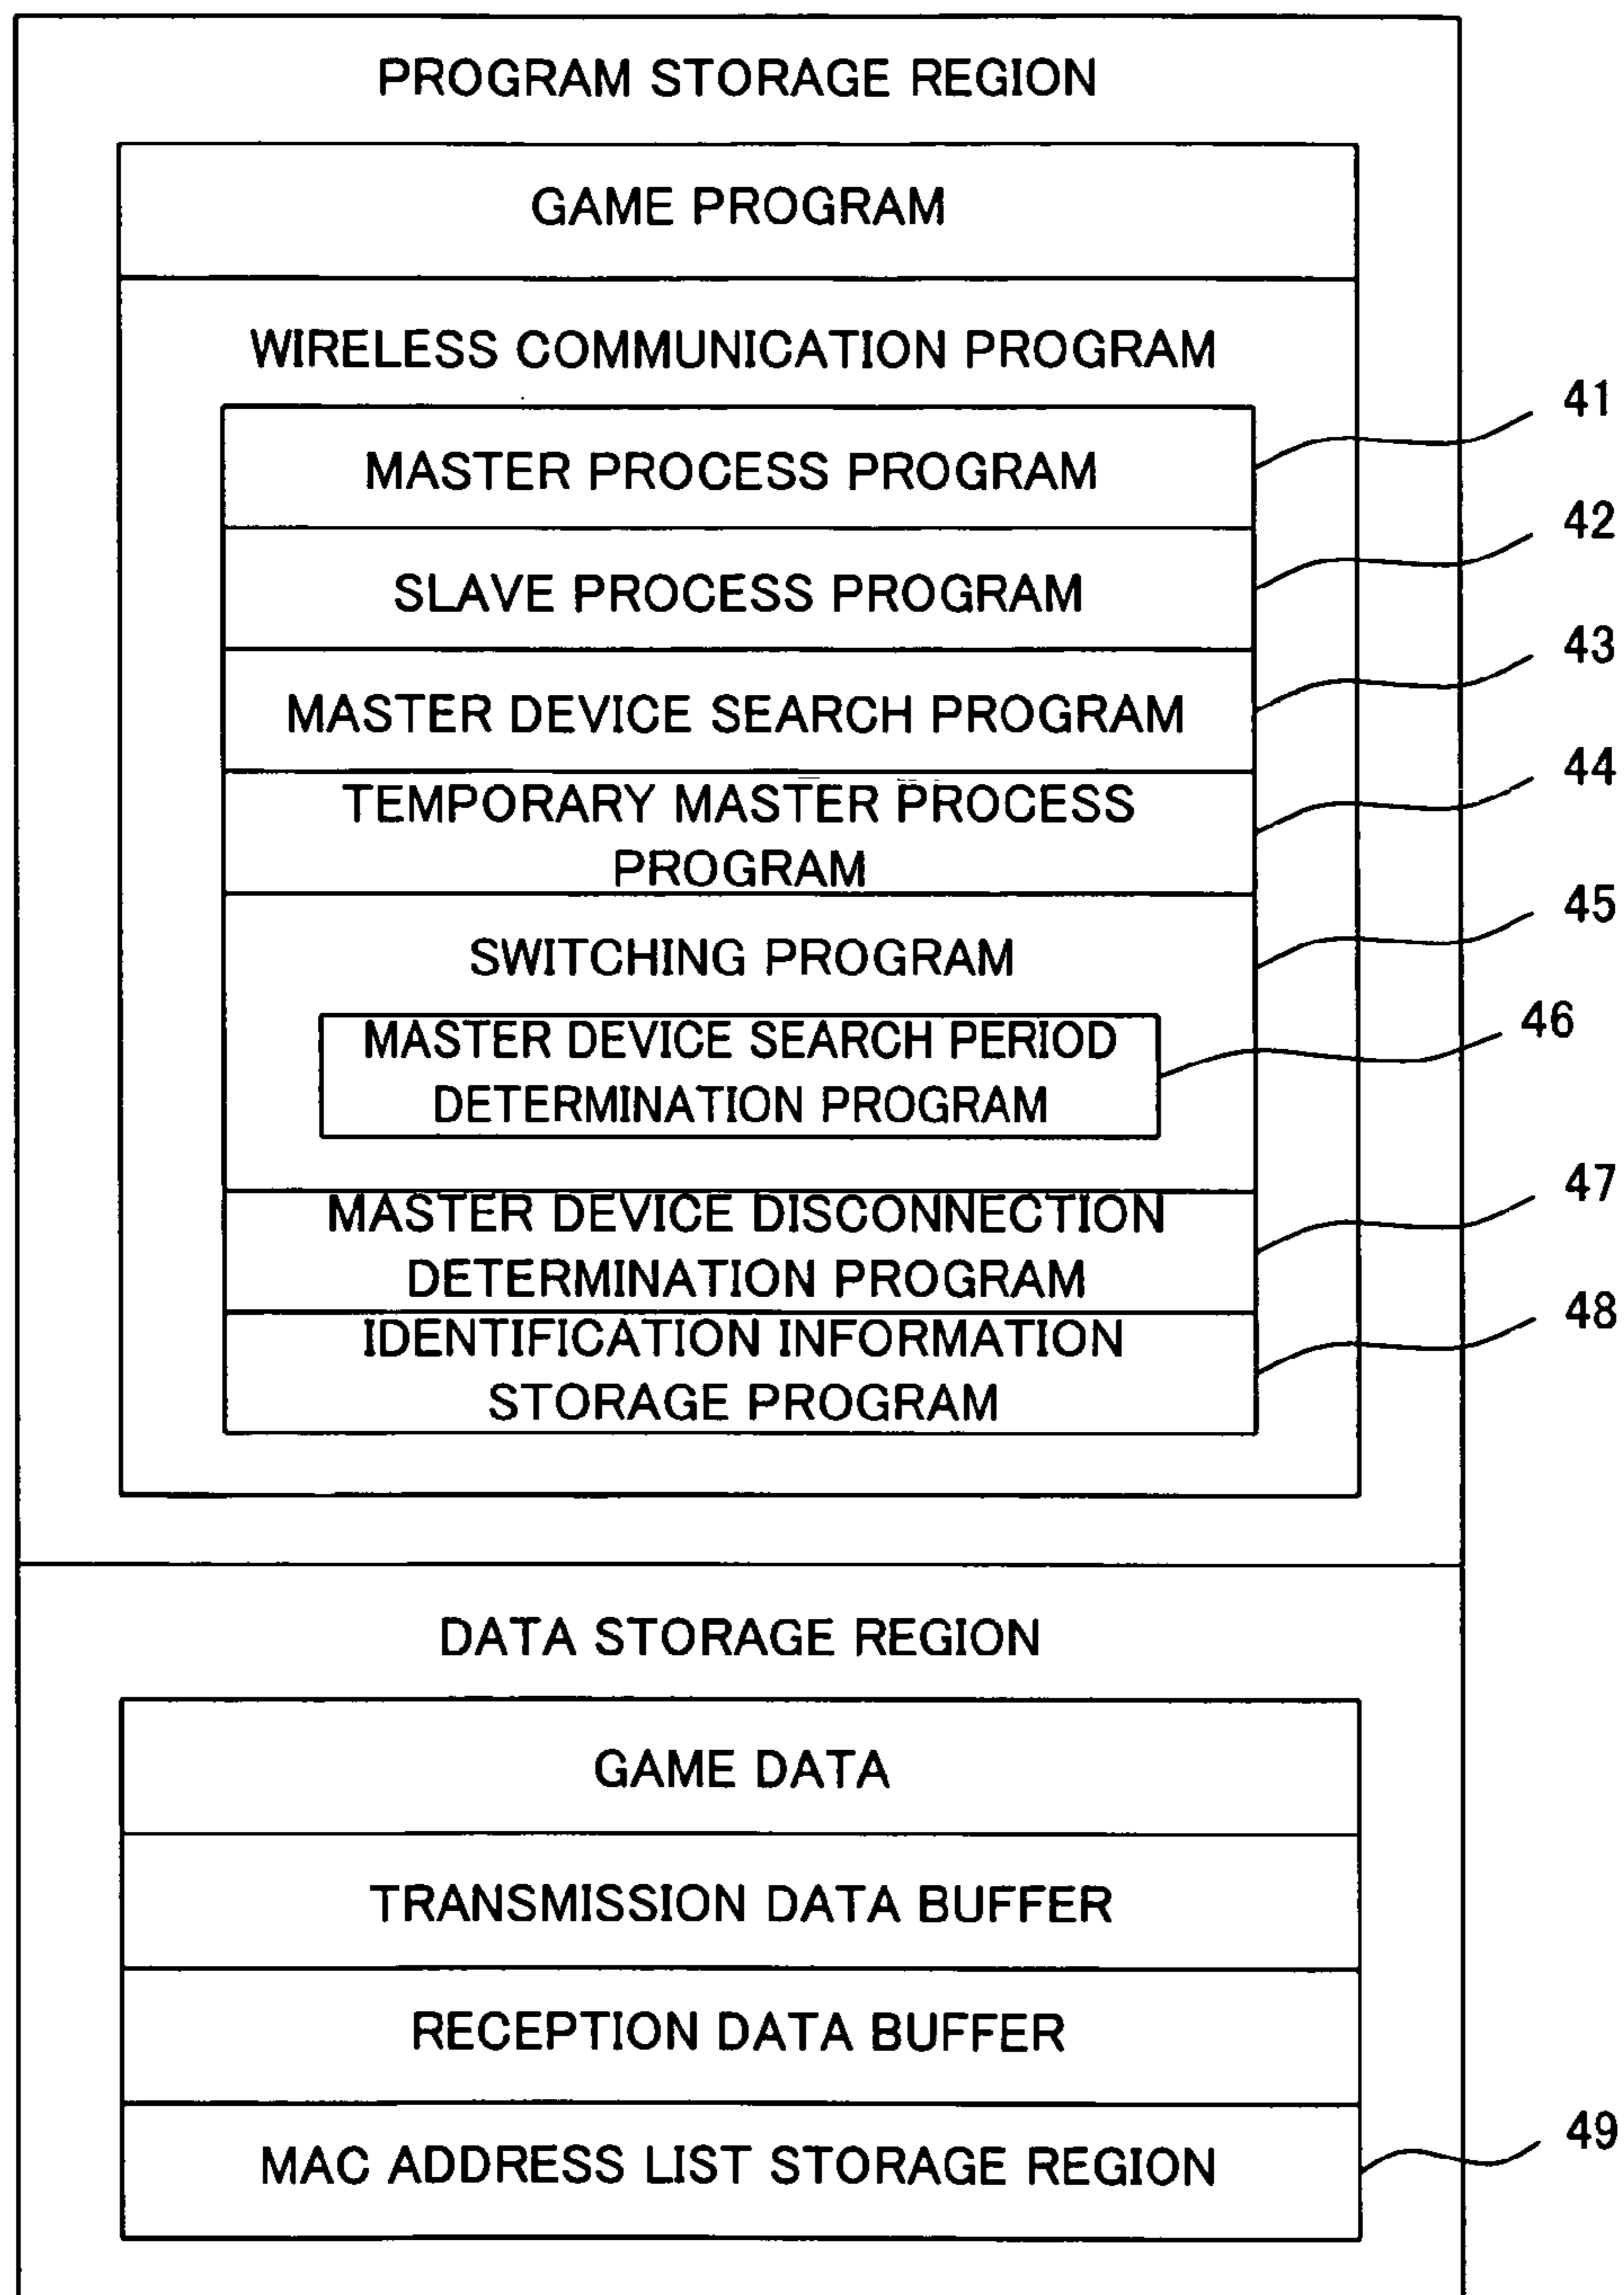 PROGRAM STORAGE REGION
GAME PROGRAM
WIRELESS COMMUNICATION PROGRAM
MASTER PROCESS PROGRAM
41
SLAVE PROCESS PROGRAM
42
MASTER DEVICE SEARCH PROGRAM
43
TEMPORARY MASTER PROCESS
PROGRAM
44
SWITCHING PROGRAM
45
MASTER DEVICE SEARCH PERIOD
DETERMINATION PROGRAM
46
MASTER DEVICE DISCONNECTION
DETERMINATION PROGRAM
47
IDENTIFICATION INFORMATION
STORAGE PROGRAM
48
DATA STORAGE REGION
GAME DATA
TRANSMISSION DATA BUFFER
RECEPTION DATA BUFFER
MAC ADDRESS LIST STORAGE REGION
49